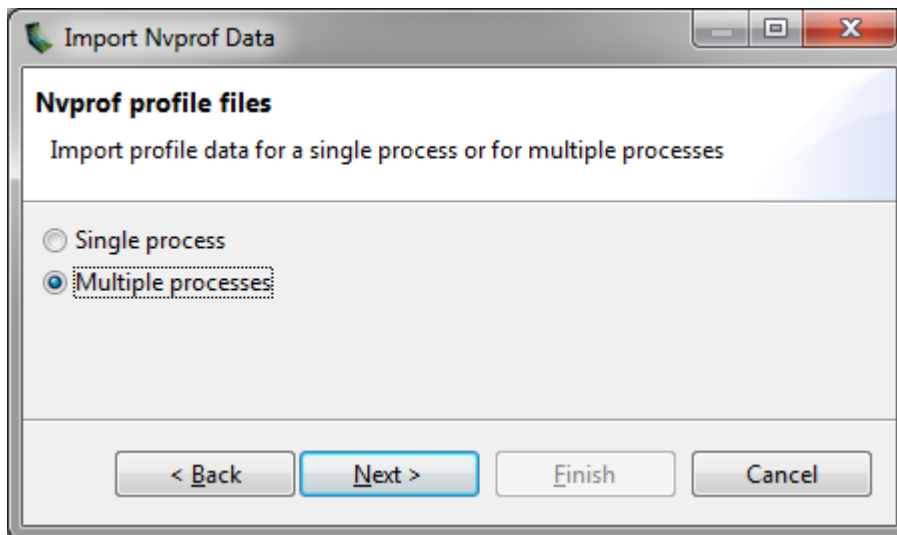 Import Nvprof Data
Nvprof profile files
Import profile data for a single process or for multiple processes
Single process
Multiple processes
< Back Next > Finish Cancel